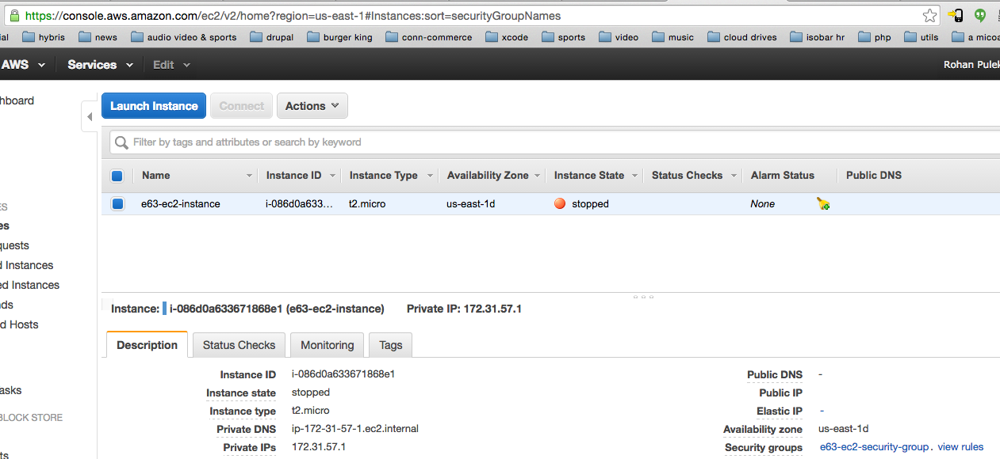 https://console.aws.amazon.com/ec2/v2/home?region=us-east-1#Instances:sort=securityGroupNames
ial hybris news audio video & sports drupal burger king conn-commerce xcode sports video music cloud drives isobar hr php utils a micoa
AWS Services Edit Rohan Pulek
hboard
Launch Instance Connect Actions
Filter by tags and attributes or search by keyword
Name Instance ID Instance Type Availability Zone Instance State Status Checks Alarm Status Public DNS
e63-ec2-instance i-086d0a633... t2.micro us-east-1d stopped None
ES
es
quests
d Instances
ed Instances
nds
d Hosts
asks
BLOCK STORE
ts
Instance: i-086d0a633671868e1 (e63-ec2-instance) Private IP: 172.31.57.1
Description Status Checks Monitoring Tags
Instance ID i-086d0a633671868e1 Public DNS -
Instance state stopped Public IP
Instance type t2.micro Elastic IP -
Private DNS ip-172-31-57-1.ec2.internal Availability zone us-east-1d
Private IPs 172.31.57.1 Security groups e63-ec2-security-group. view rules